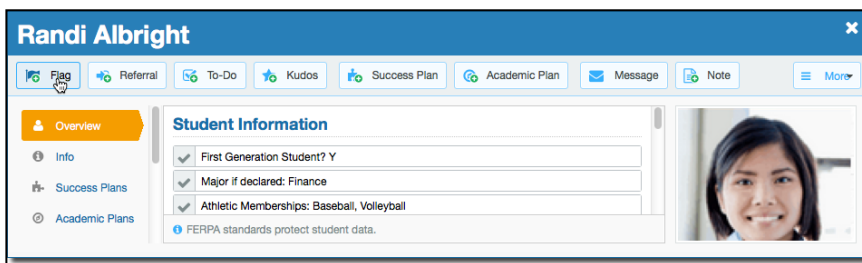 Randi Albright
Flag Referral To-Do Kudos Success Plan Academic Plan Message Note More
Overview
Info
Success Plans
Academic Plans
Student Information
First Generation Student? Y
Major if declared: Finance
Athletic Memberships: Baseball, Volleyball
FERPA standards protect student data.